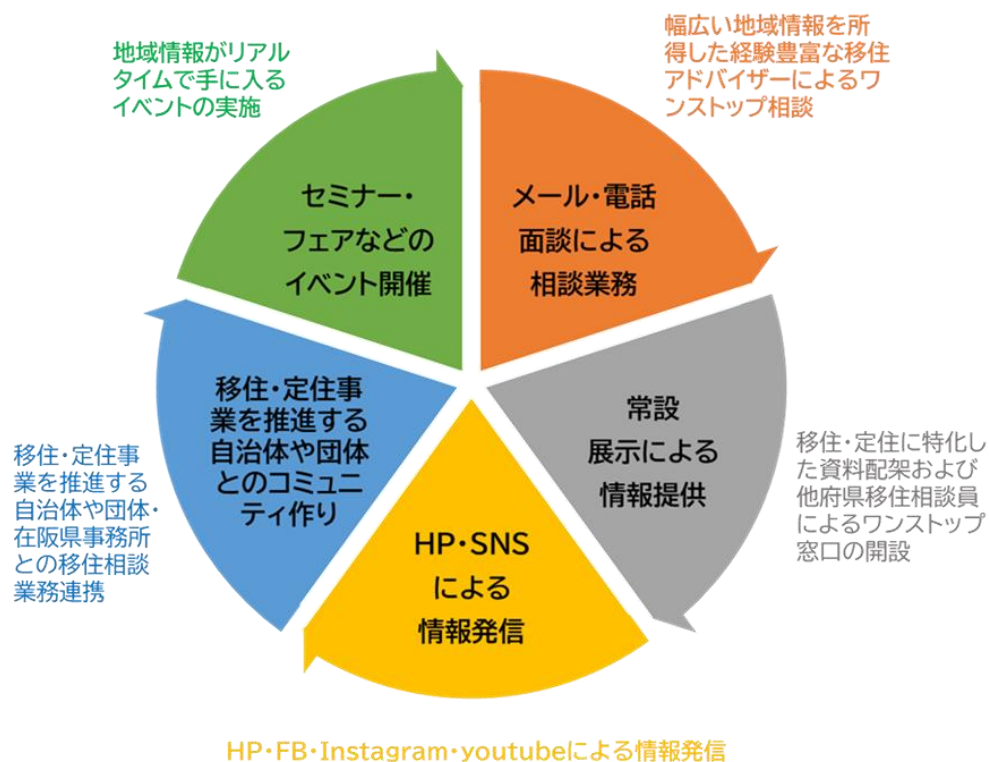 地域情報がリアル
タイムで手に入る
イベントの実施
幅広い地域情報を所
得した経験豊富な移住
アドバイザーによるワ
ンストップ相談
セミナー・
フェアなどの
イベント開催
メール・電話
面談による
相談業務
移住・定住事
業を推進する
自治体や団体
とのコミュニ
ティ作り
常設
展示による
情報提供
HP・SNS
による
情報発信
移住・定住事
業を推進する
自治体や団体・
在阪県事務所
との移住相談
業務連携
移住・定住に特化し
た資料配架および
他府県移住相談員
によるワンストップ
窓口の開設
HP・FB・Instagram・youtubeによる情報発信